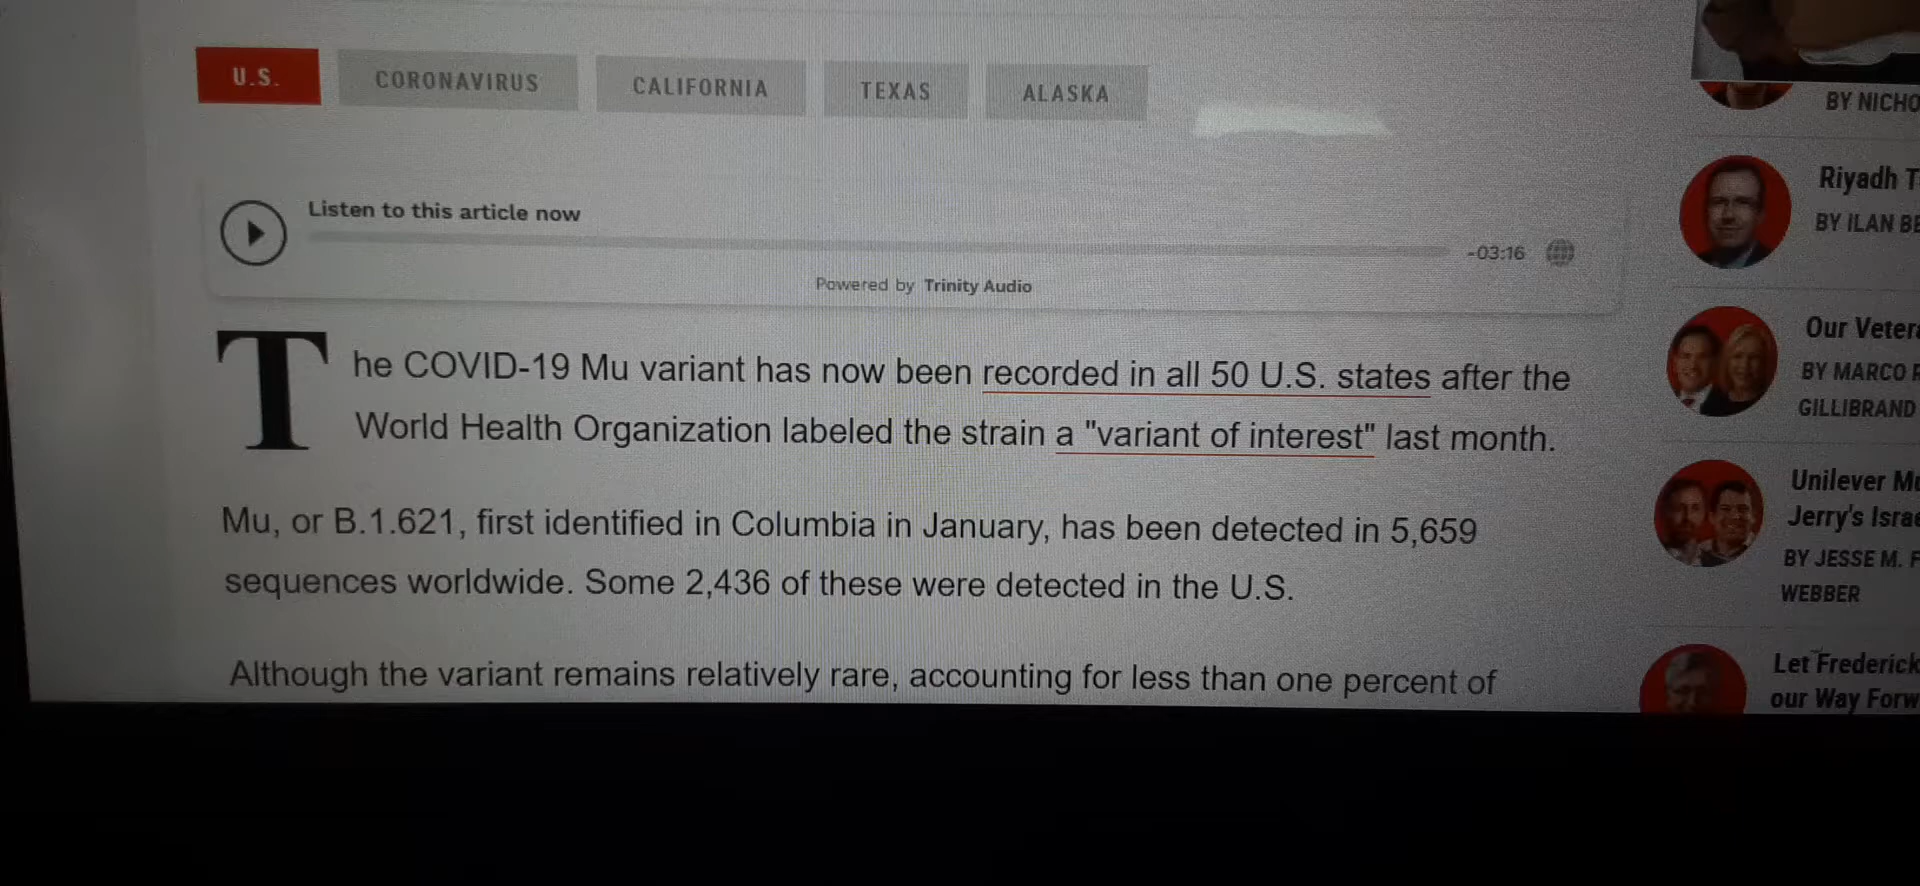 U.S.
CORONAVIRUS
CALIFORNIA
TEXAS
ALASKA
Listen to this article now
-03:16
Powered by Trinity Audio
The COVID-19 Mu variant has now been recorded in all 50 U.S. states after the
World Health Organization labeled the strain a "variant of interest" last month.
Mu, or B.1.621, first identified in Columbia in January, has been detected in 5,659
sequences worldwide. Some 2,436 of these were detected in the U.S.
Although the variant remains relatively rare, accounting for less than one percent of
BY NICHO
Riyadh T
BY ILAN BE
Our Vetera
BY MARCO R
GILLIBRAND
Unilever Mu
Jerry's Israe
BY JESSE M. F
WEBBER
Let Frederick
our Way Forw